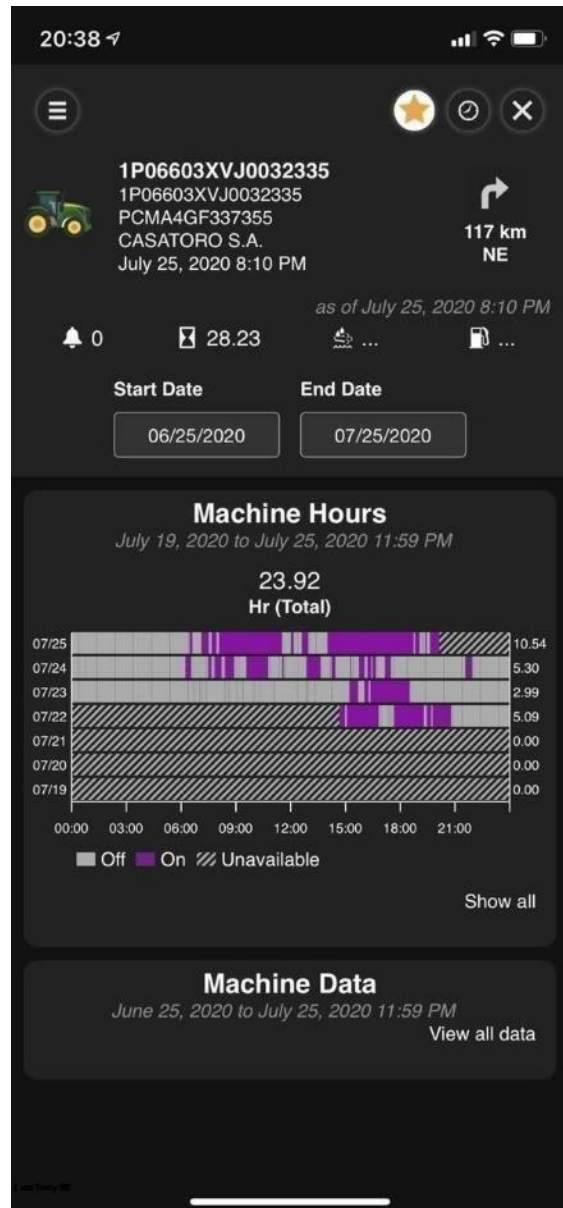 20:38
1P06603XVJ0032335
1P06603XVJ0032335
PCMA4GF337355
CASATORO S.A.
July 25, 2020 8:10 PM
117 km
NE
as of July 25, 2020 8:10 PM
0 28.23 ... ...
Start Date End Date
06/25/2020 07/25/2020
Machine Hours
July 19, 2020 to July 25, 2020 11:59 PM
23.92
Hr (Total)
07/25 10.54
07/24 5.30
07/23 2.99
07/22 5.09
07/21 0.00
07/20 0.00
07/19 0.00
00:00 03:00 06:00 09:00 12:00 15:00 18:00 21:00
Off On Unavailable
Show all
Machine Data
June 25, 2020 to July 25, 2020 11:59 PM
View all data